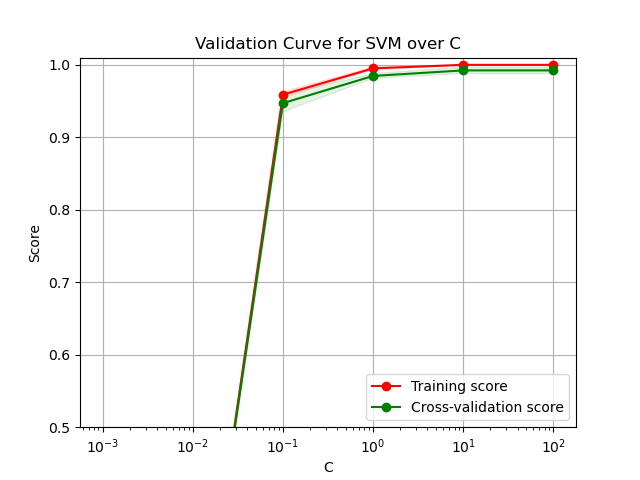 Validation Curve for SVM over C
1.0
0.9
0.8
0.7
0.6
0.5
Score
Training score
Cross-validation score
10⁻³ 10⁻² 10⁻¹ 10⁰ 10¹ 10²
C